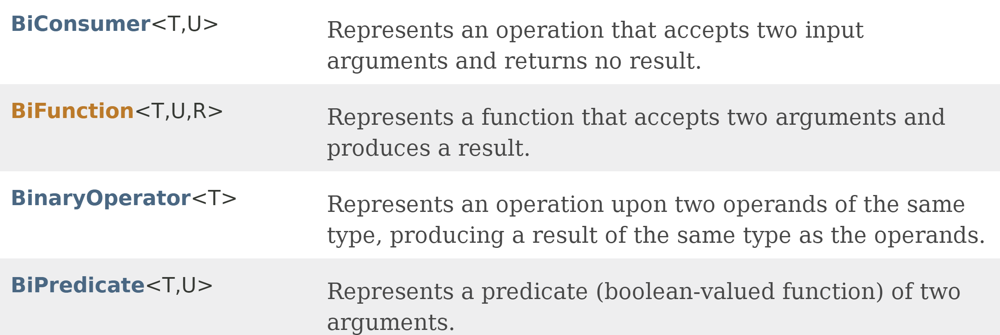 BiConsumer<T,U>
Represents an operation that accepts two input
arguments and returns no result.
BiFunction<T,U,R>
Represents a function that accepts two arguments and
produces a result.
BinaryOperator<T>
Represents an operation upon two operands of the same
type, producing a result of the same type as the operands.
BiPredicate<T,U>
Represents a predicate (boolean-valued function) of two
arguments.